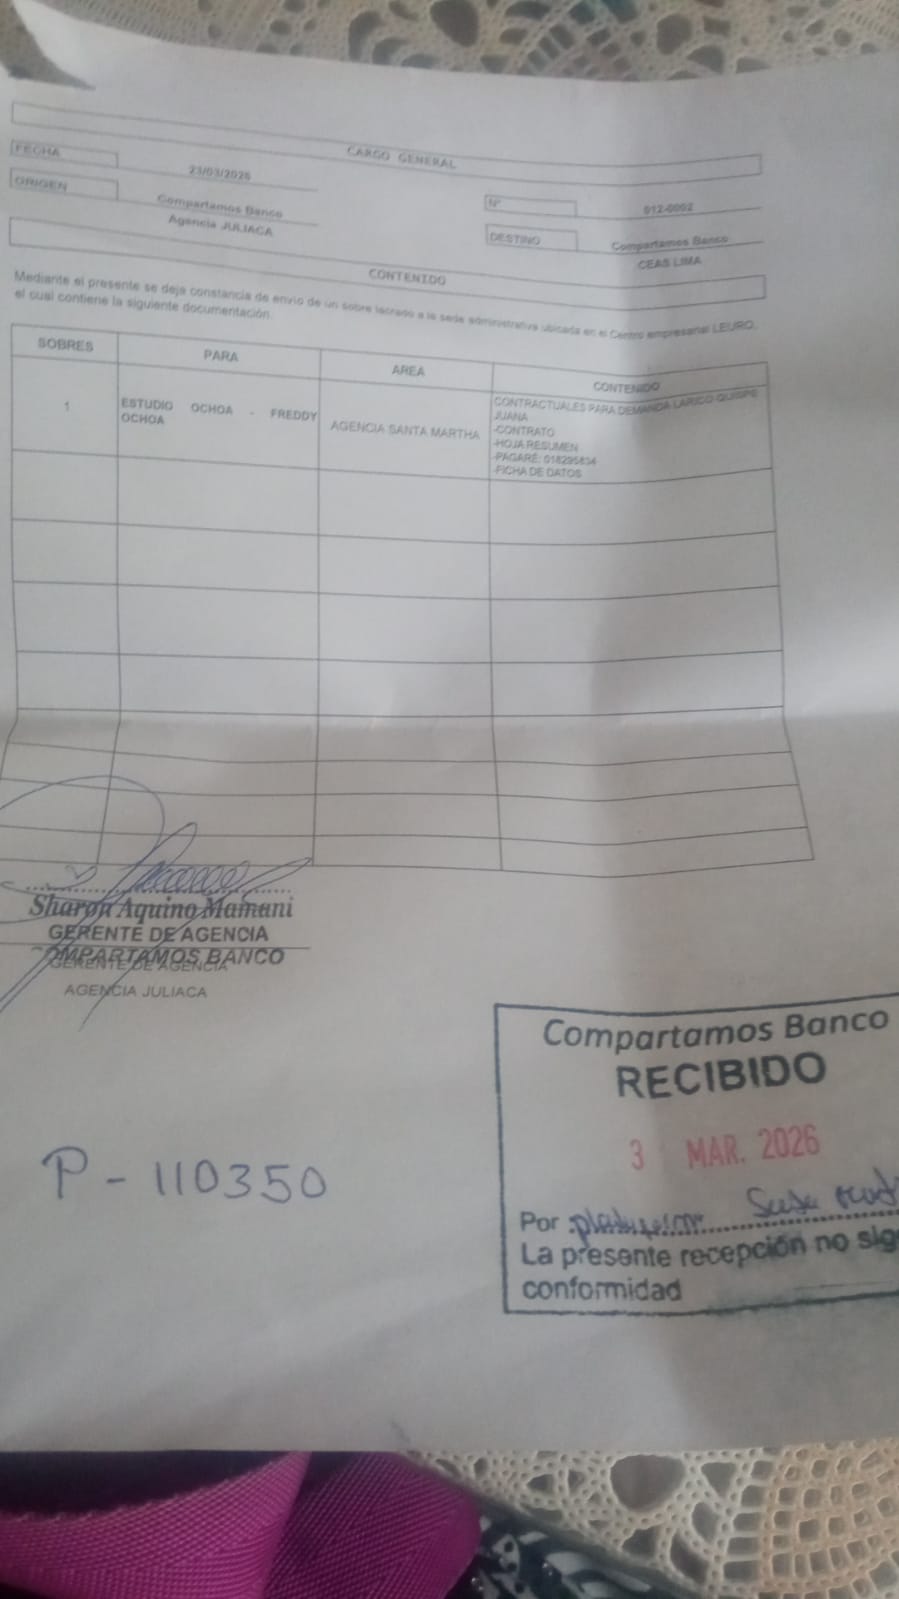 CARGO GENERAL
FECHA 23/03/2026
ORIGEN Compartamos Banco
Agencia JULIACA
N° 012-0002
DESTINO Compartamos Banco
CEAS LIMA
CONTENIDO
Mediante el presente se deja constancia de envio de un sobre lacrado a la sede administrativa ubicada en el Centro empresarial LEURO,
el cual contiene la siguiente documentación.
SOBRES PARA AREA CONTENIDO
1
ESTUDIO OCHOA - FREDDY
OCHOA
AGENCIA SANTA MARTHA
CONTRACTUALES PARA DEMANDA LARICO QUISPE
JUANA
-CONTRATO
-HOJA RESUMEN
-PAGARÉ: 018295834
-FICHA DE DATOS
Sharon Aquino Mamani
GERENTE DE AGENCIA
COMPARTAMOS BANCO
GERENTE DE AGENCIA
AGENCIA JULIACA
P - 110350
Compartamos Banco
RECIBIDO
3 MAR. 2026
Por :
La presente recepción no sig
conformidad